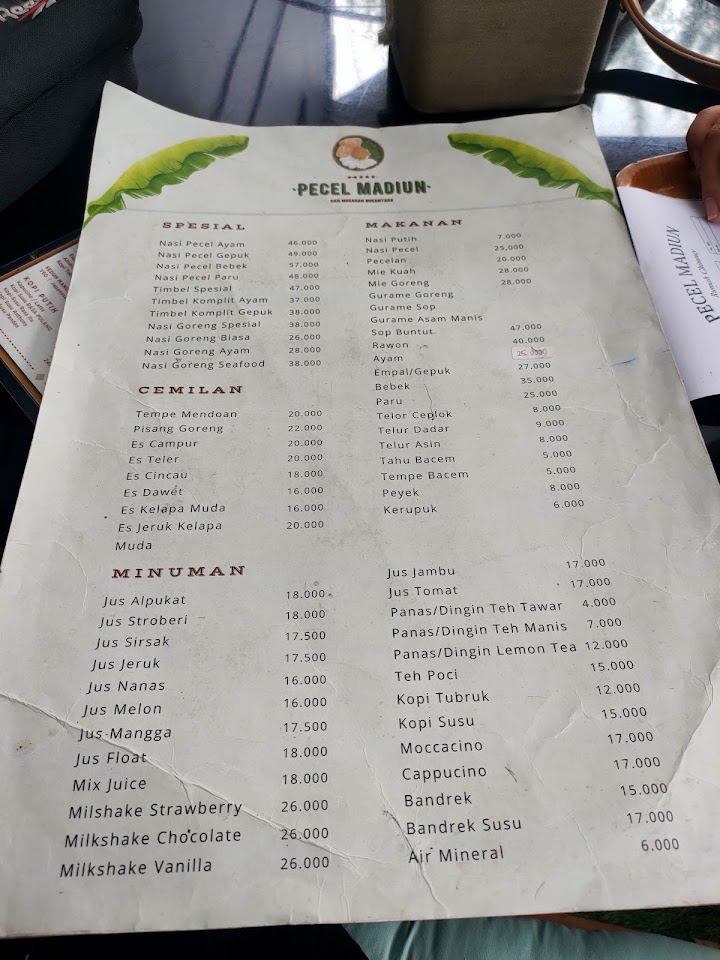 PECEL MADIUN
DAN MASAKAN NUSANTARA
SPESIAL
Nasi Pecel Ayam 46.000
Nasi Pecel Gepuk 49.000
Nasi Pecel Bebek 57.000
Nasi Pecel Paru 48.000
Timbel Spesial 47.000
Timbel Komplit Ayam 37.000
Timbel Komplit Gepuk 38.000
Nasi Goreng Spesial 38.000
Nasi Goreng Biasa 26.000
Nasi Goreng Ayam 28.000
Nasi Goreng Seafood 38.000
CEMILAN
Tempe Mendoan 20.000
Pisang Goreng 22.000
Es Campur 20.000
Es Teler 20.000
Es Cincau 18.000
Es Dawet 16.000
Es Kelapa Muda 16.000
Es Jeruk Kelapa 20.000
Muda
MAKANAN
Nasi Putih 7.000
Nasi Pecel 25,000
Pecelan 20.000
Mie Kuah 28.000
Mie Goreng 28.000
Gurame Goreng
Gurame Sop
Gurame Asam Manis
Sop Buntut 47.000
Rawon 40.000
Ayam 25.000
Empal/Gepuk 27.000
Bebek 35.000
Paru 25.000
Telor Ceplok 8.000
Telur Dadar 9.000
Telur Asin 8.000
Tahu Bacem 5.000
Tempe Bacem 5.000
Peyek 8.000
Kerupuk 6.000
MINUMAN
Jus Alpukat 18.000
Jus Stroberi 18.000
Jus Sirsak 17.500
Jus Jeruk 17.500
Jus Nanas 16.000
Jus Melon 16.000
Jus Mangga 17.500
Jus Float 18.000
Mix Juice 18.000
Milshake Strawberry 26.000
Milkshake Chocolate 26.000
Milkshake Vanilla 26.000
Jus Jambu 17.000
Jus Tomat 17.000
Panas/Dingin Teh Tawar 4.000
Panas/Dingin Teh Manis 7.000
Panas/Dingin Lemon Tea 12.000
Teh Poci 15.000
Kopi Tubruk 12.000
Kopi Susu 15.000
Moccacino 17.000
Cappucino 17.000
Bandrek 15.000
Bandrek Susu 17.000
Air Mineral 6.000
KOPI PUTIH
PECEL MADIUN